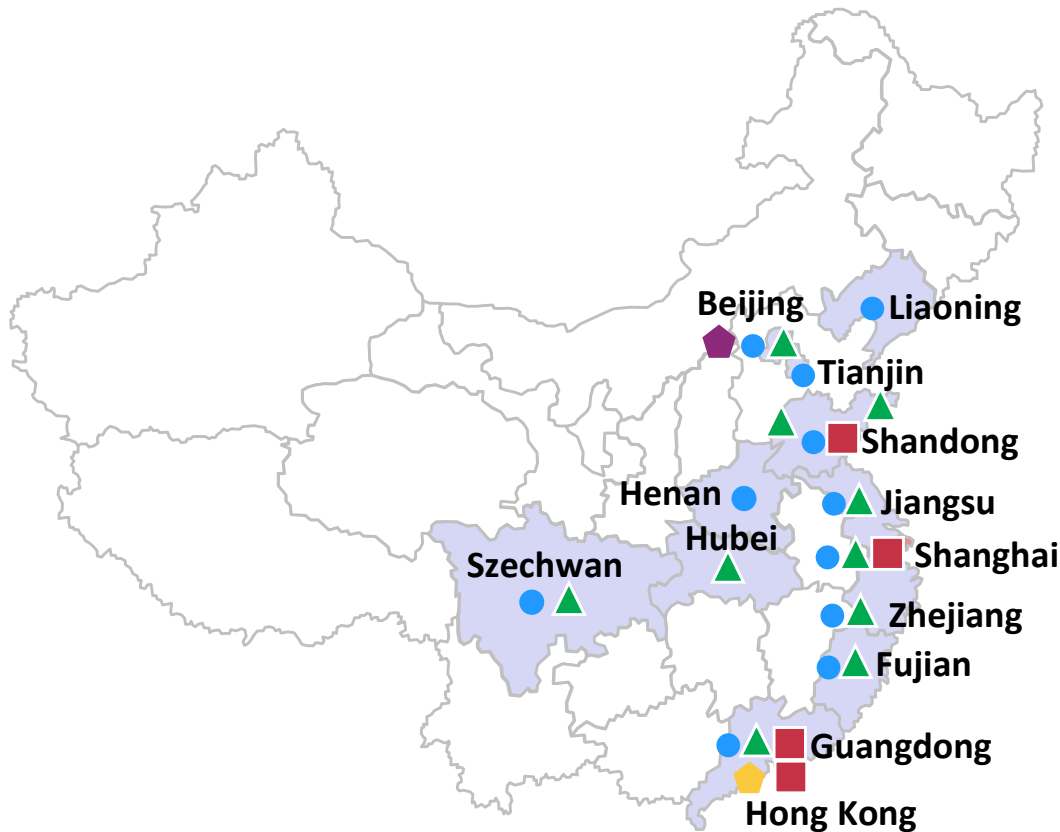 Beijing
Liaoning
Tianjin
Shandong
Henan
Jiangsu
Hubei
Shanghai
Szechwan
Zhejiang
Fujian
Guangdong
Hong Kong